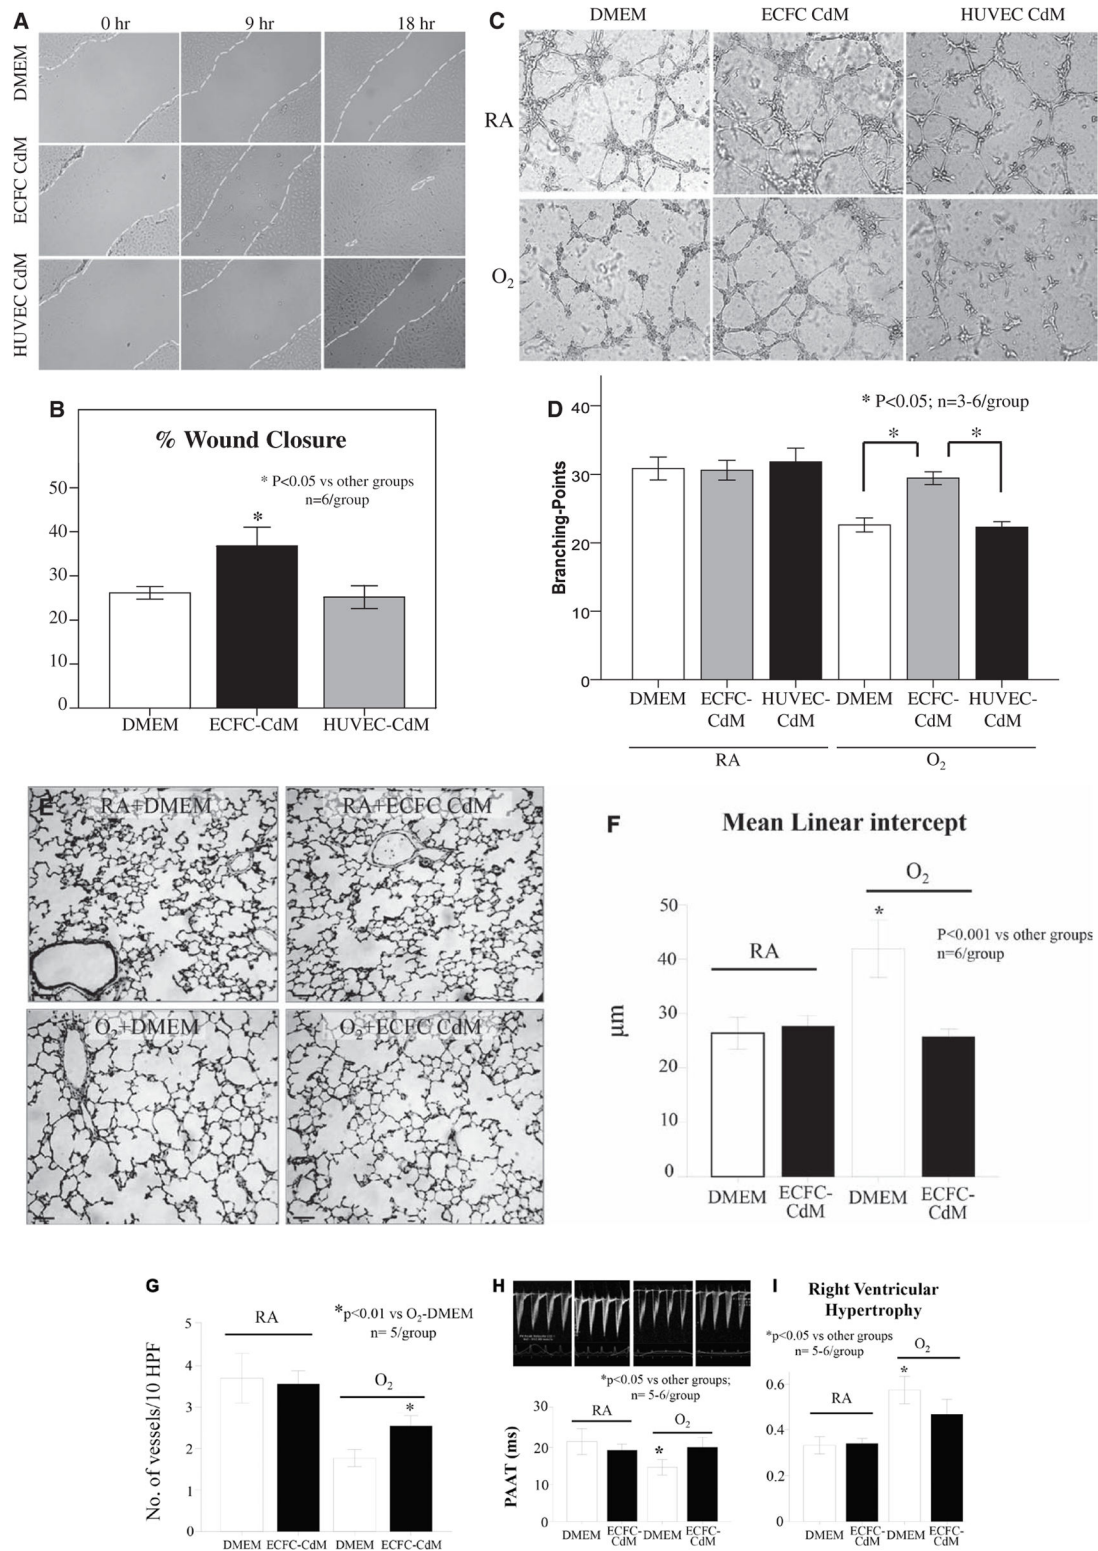 A
0 hr
9 hr
18 hr
DMEM
ECFC CdM
HUVEC CdM
B
% Wound Closure
* P<0.05 vs other groups
n=6/group
*
50
40
30
20
10
0
DMEM
ECFC-CdM
HUVEC-CdM
C
DMEM
ECFC CdM
HUVEC CdM
RA
O₂
D
* P<0.05; n=3-6/group
*
*
Branching-Points
40
30
20
10
0
DMEM
ECFC-
CdM
HUVEC-
CdM
DMEM
ECFC-
CdM
HUVEC-
CdM
RA
O₂
E
RA+DMEM
RA+ECFC CdM
O₂+DMEM
O₂+ECFC CdM
F
Mean Linear intercept
O₂
*
P<0.001 vs other groups
n=6/group
RA
µm
50
40
30
20
10
0
DMEM
ECFC-
CdM
DMEM
ECFC-
CdM
G
*p<0.01 vs O₂-DMEM
n= 5/group
RA
O₂
*
No. of vessels/10 HPF
5
4
3
2
1
0
DMEM
ECFC-CdM
DMEM
ECFC-CdM
H
*p<0.05 vs other groups;
n= 5-6/group
RA
O₂
*
PAAT (ms)
30
20
10
0
DMEM
ECFC-
CdM
DMEM
ECFC-
CdM
I
Right Ventricular
Hypertrophy
*p<0.05 vs other groups
n= 5-6/group
O₂
*
RA
0.6
0.4
0.2
0
DMEM
ECFC-
CdM
DMEM
ECFC-
CdM